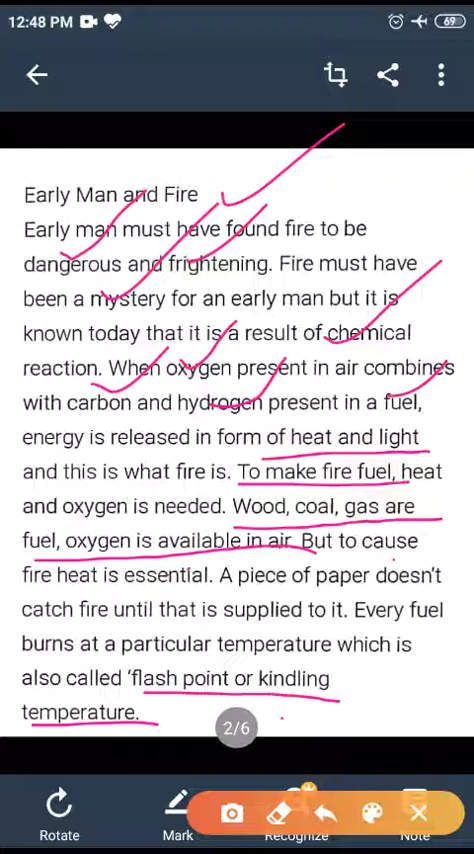 12:48 PM
69
Early Man and Fire
Early man must have found fire to be
dangerous and frightening. Fire must have
been a mystery for an early man but it is
known today that it is a result of chemical
reaction. When oxygen present in air combines
with carbon and hydrogen present in a fuel,
energy is released in form of heat and light
and this is what fire is. To make fire fuel, heat
and oxygen is needed. Wood, coal, gas are
fuel, oxygen is available in air. But to cause
fire heat is essential. A piece of paper doesn't
catch fire until that is supplied to it. Every fuel
burns at a particular temperature which is
also called 'flash point or kindling
temperature.
2/6
Rotate
Mark
Recognize
Note